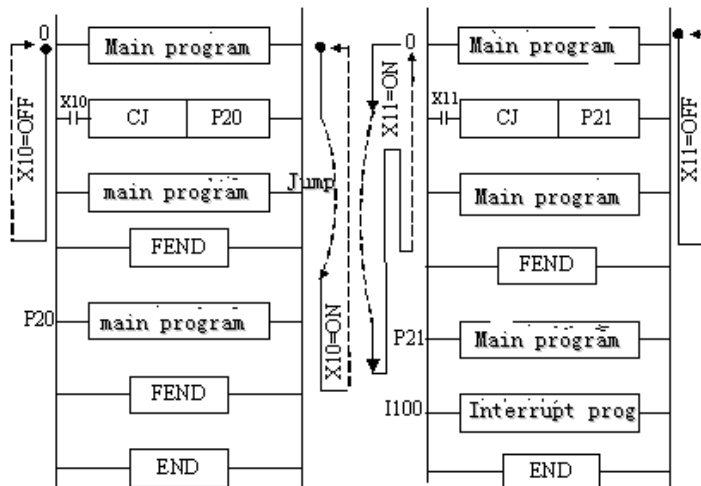 0
Main program
X10
CJ
P20
X10=OFF
main program
Jump
FEND
P20
main program
X10=ON
FEND
END
0
Main program
X11=ON
X11
CJ
P21
X11=OFF
Main program
FEND
P21
Main program
I100
Interrupt prog
END